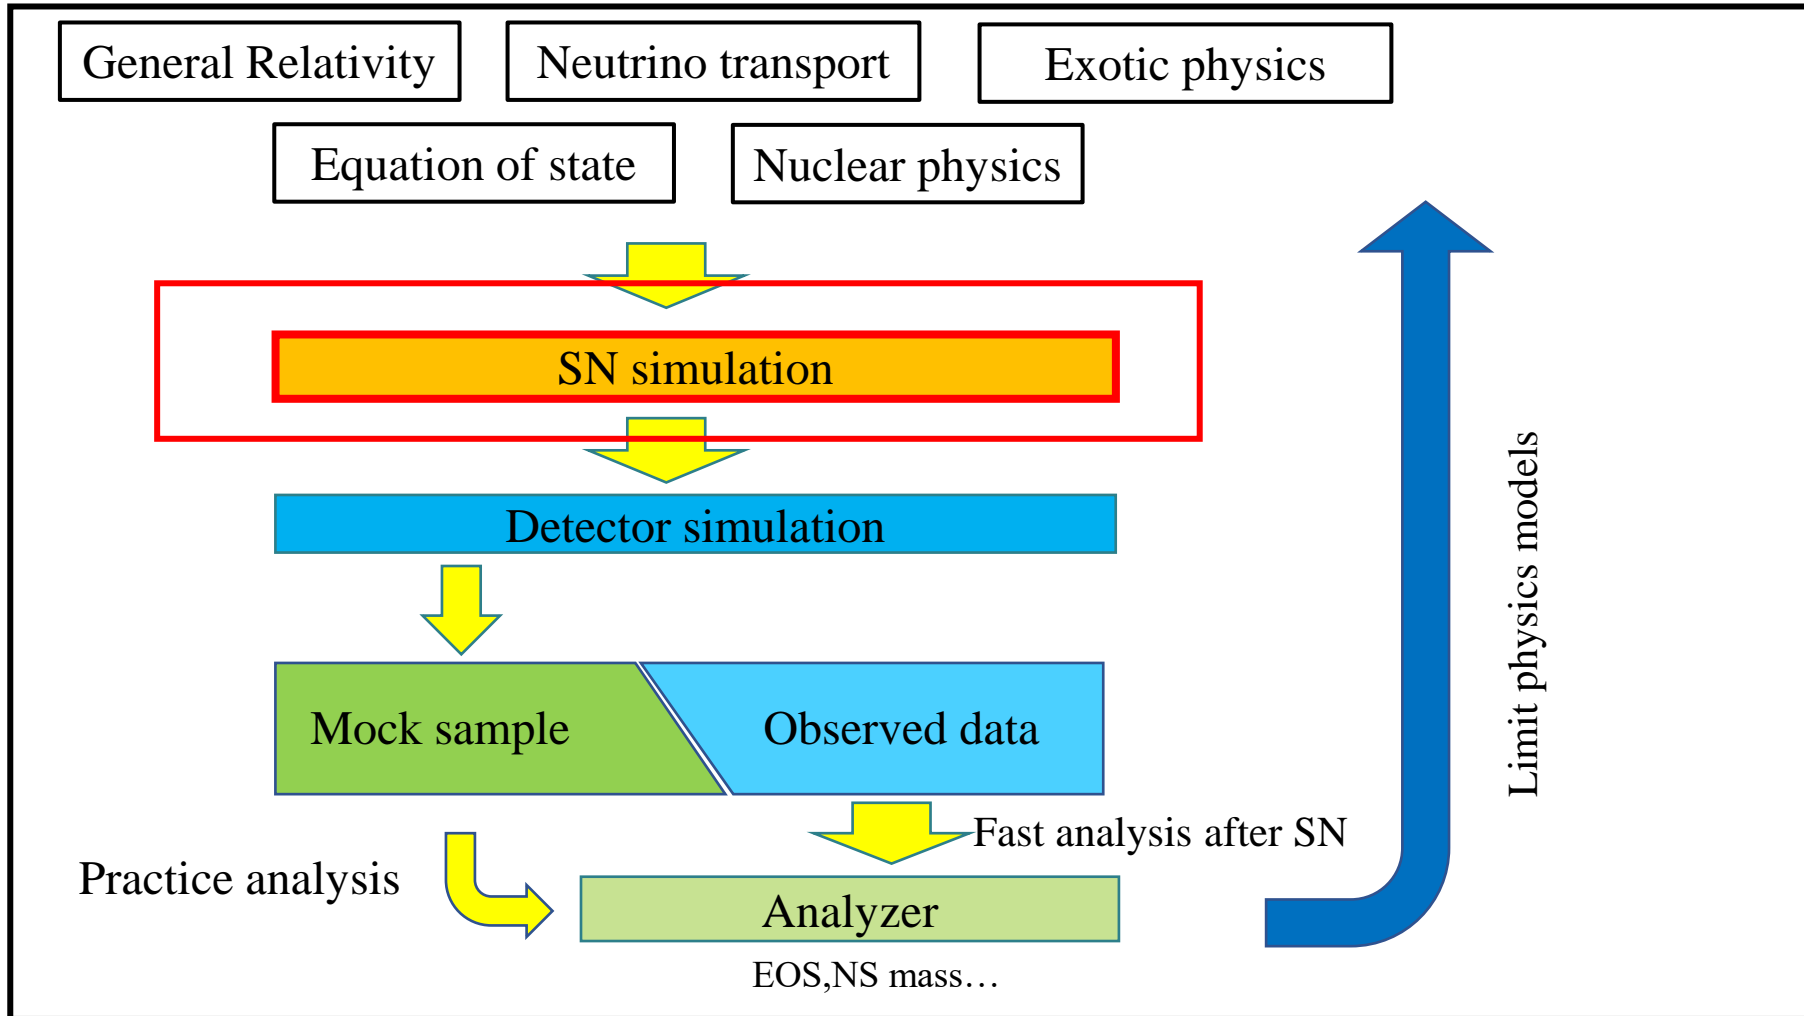 General Relativity
Neutrino transport
Exotic physics
Equation of state
Nuclear physics
SN simulation
Detector simulation
Mock sample
Observed data
Fast analysis after SN
Practice analysis
Analyzer
EOS,NS mass…
Limit physics models